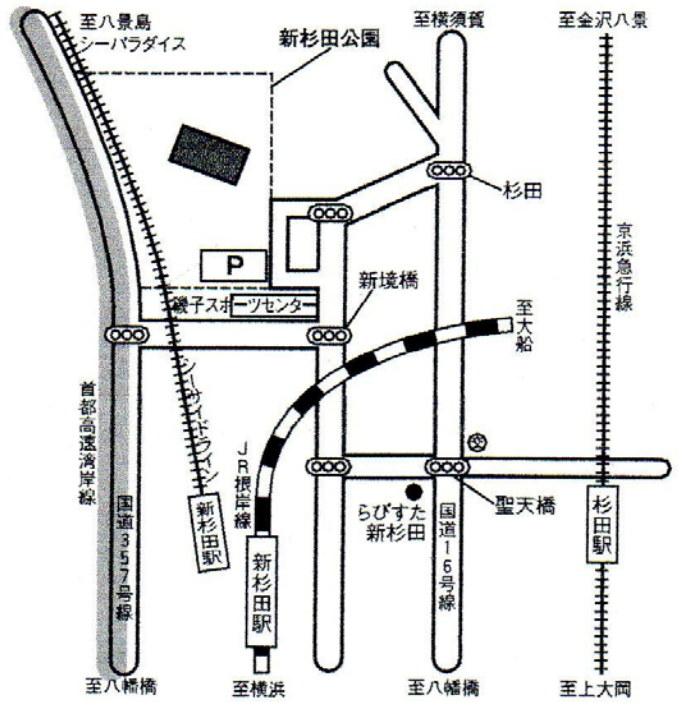 至八景島
シーパラダイス
新杉田公園
至横須賀
至金沢八景
杉田
P
京浜急行線
新境橋
磯子スポーツセンター
至大船
シーサイドライン
首都高速湾岸線
JR根岸線
らびすた
新杉田
聖天橋
国道357号線
新杉田駅
新杉田駅
国道16号線
杉田駅
至八幡橋
至横浜
至八幡橋
至上大岡